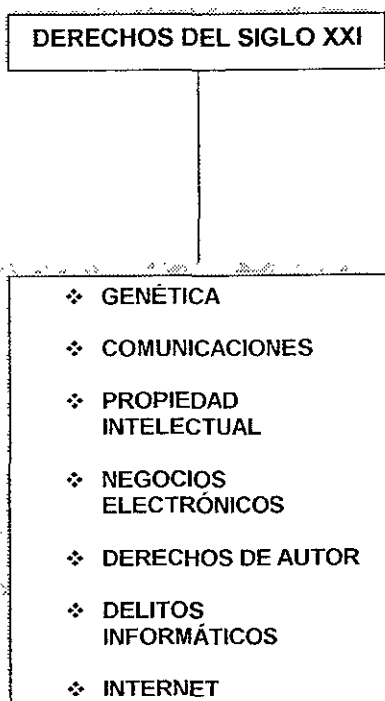 DERECHOS DEL SIGLO XXI
❖ GENÉTICA
❖ COMUNICACIONES
❖ PROPIEDAD
INTELECTUAL
❖ NEGOCIOS
ELECTRÓNICOS
❖ DERECHOS DE AUTOR
❖ DELITOS
INFORMÁTICOS
❖ INTERNET